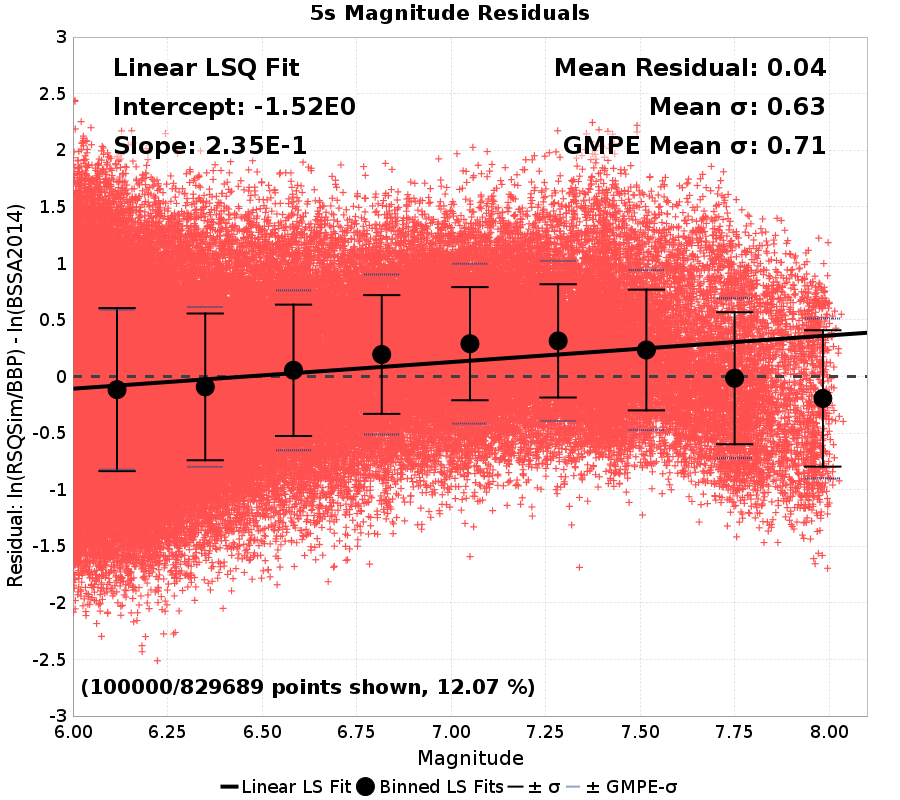 5s Magnitude Residuals
Linear LSQ Fit
Intercept: -1.52E0
Slope: 2.35E-1
Mean Residual: 0.04
Mean σ: 0.63
GMPE Mean σ: 0.71
Residual: ln(RSQSim/BBP) - ln(BSSA2014)
3
2.5
2
1.5
1
0.5
0
-0.5
-1
-1.5
-2
-2.5
-3
(100000/829689 points shown, 12.07 %)
6.00 6.25 6.50 6.75 7.00 7.25 7.50 7.75 8.00
Magnitude
Linear LS Fit Binned LS Fits ± σ ± GMPE-σ